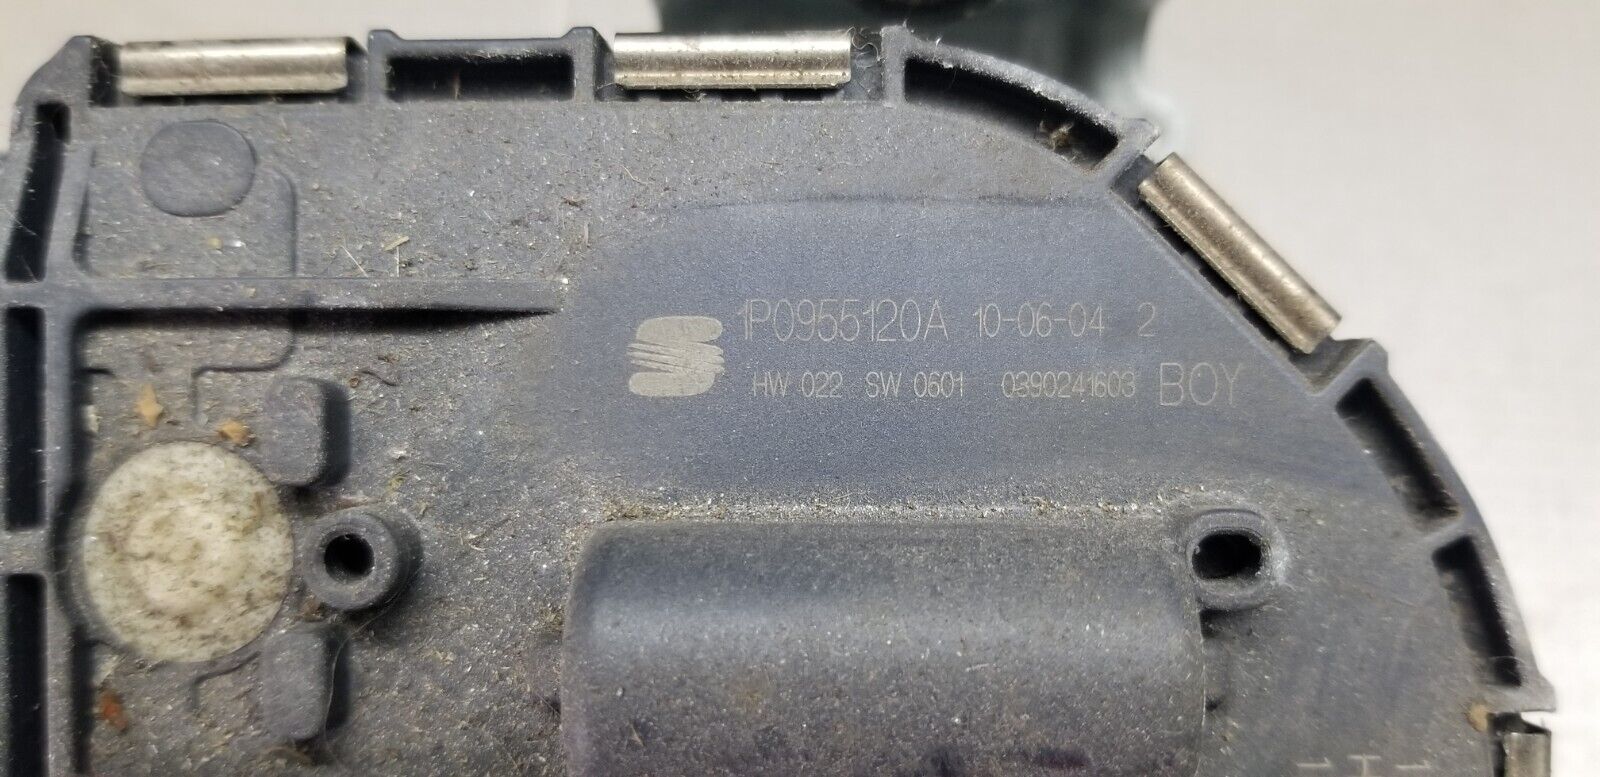 1P0955120A 10-06-04 2
HW 022 SW 0601 0390241603 BOY